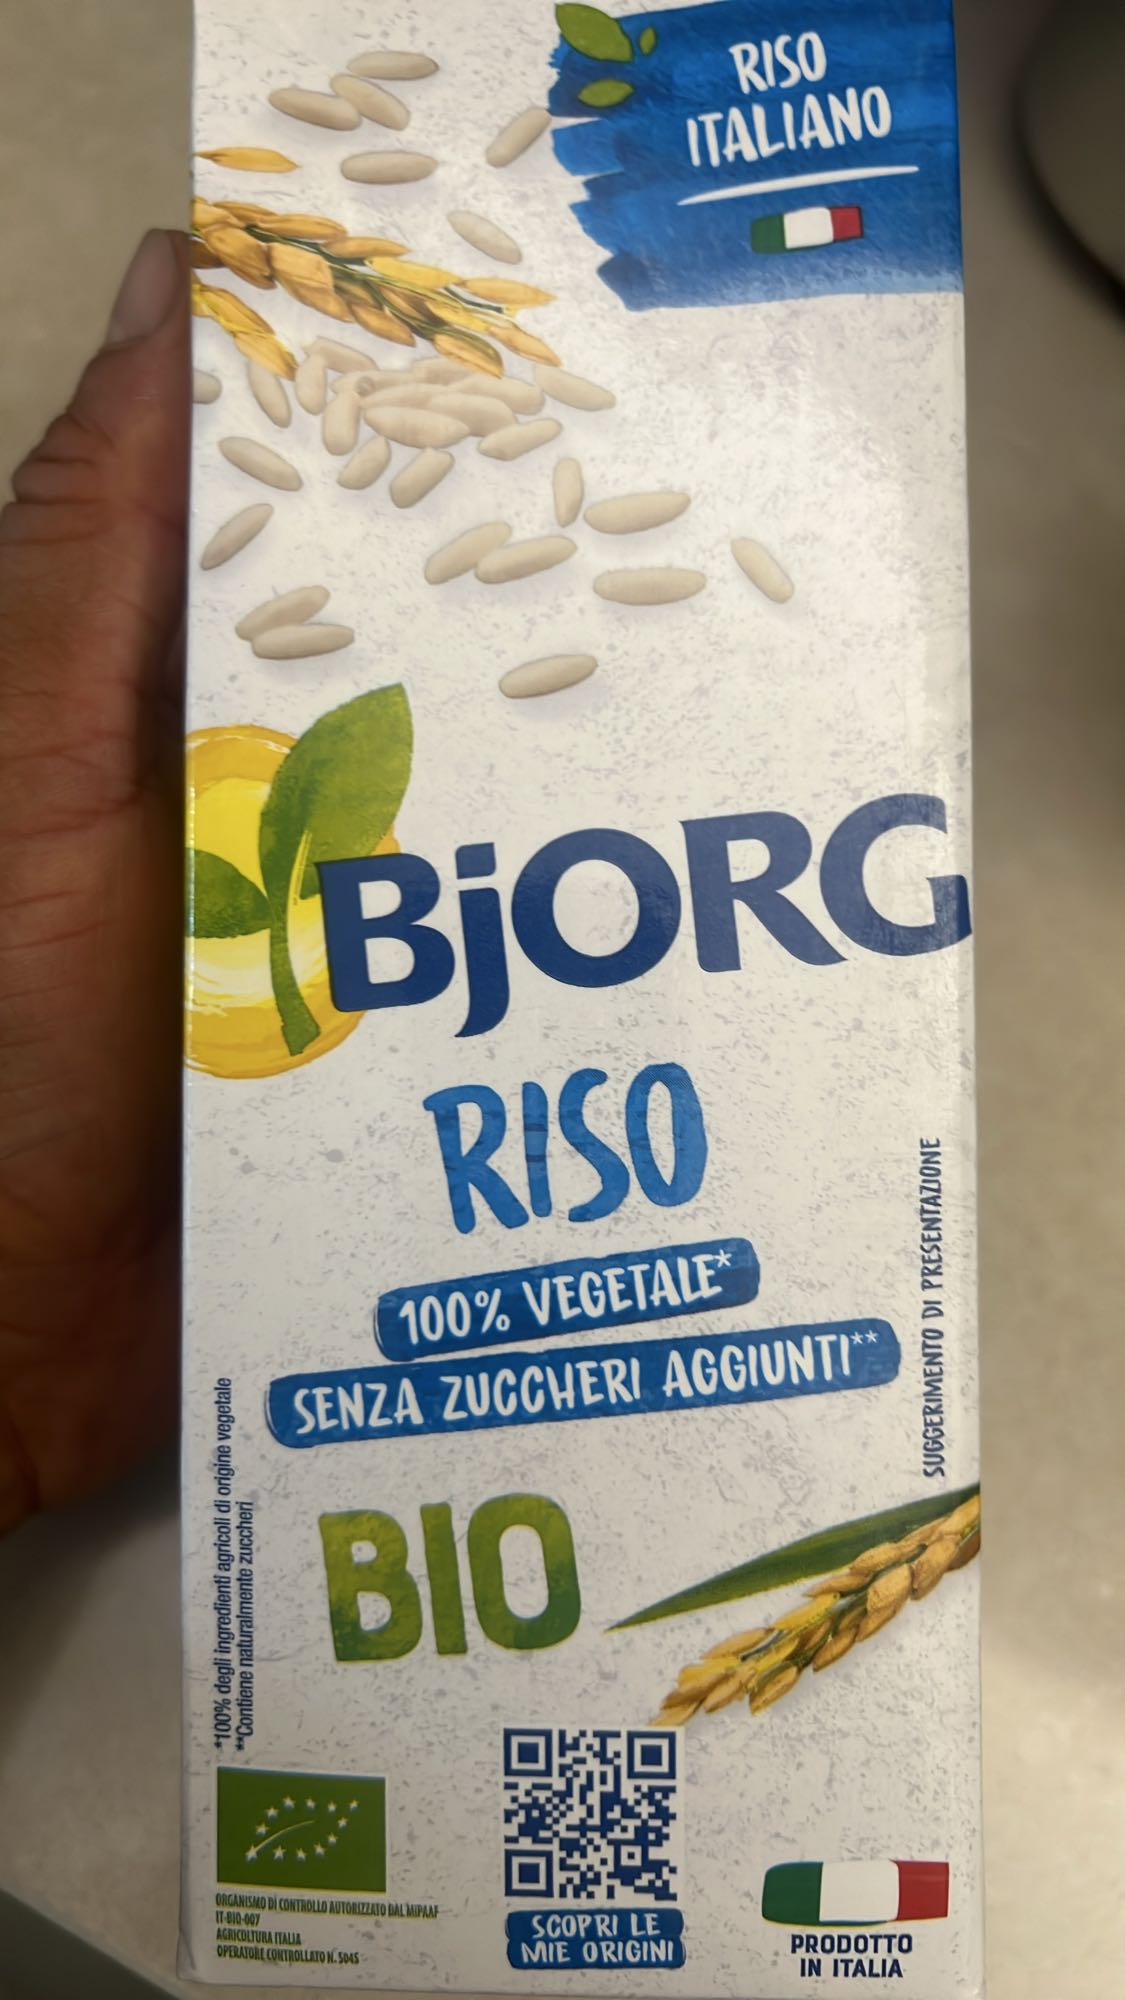 RISO
ITALIANO
BjORG
RISO
100% VEGETALE*
SENZA ZUCCHERI AGGIUNTI**
BIO
SUGGERIMENTO DI PRESENTAZIONE
*100% degli ingredienti agricoli di origine vegetale
**Contiene naturalmente zuccheri
ORGANISMO DI CONTROLLO AUTORIZZATO DAL MIPAAF
IT-BIO-007
AGRICOLTURA ITALIA
OPERATORE CONTROLLATO N. 5045
SCOPRI LE
MIE ORIGINI
PRODOTTO
IN ITALIA